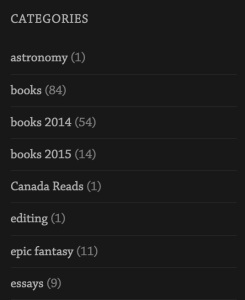 CATEGORIES
astronomy (1)
books (84)
books 2014 (54)
books 2015 (14)
Canada Reads (1)
editing (1)
epic fantasy (11)
essays (9)